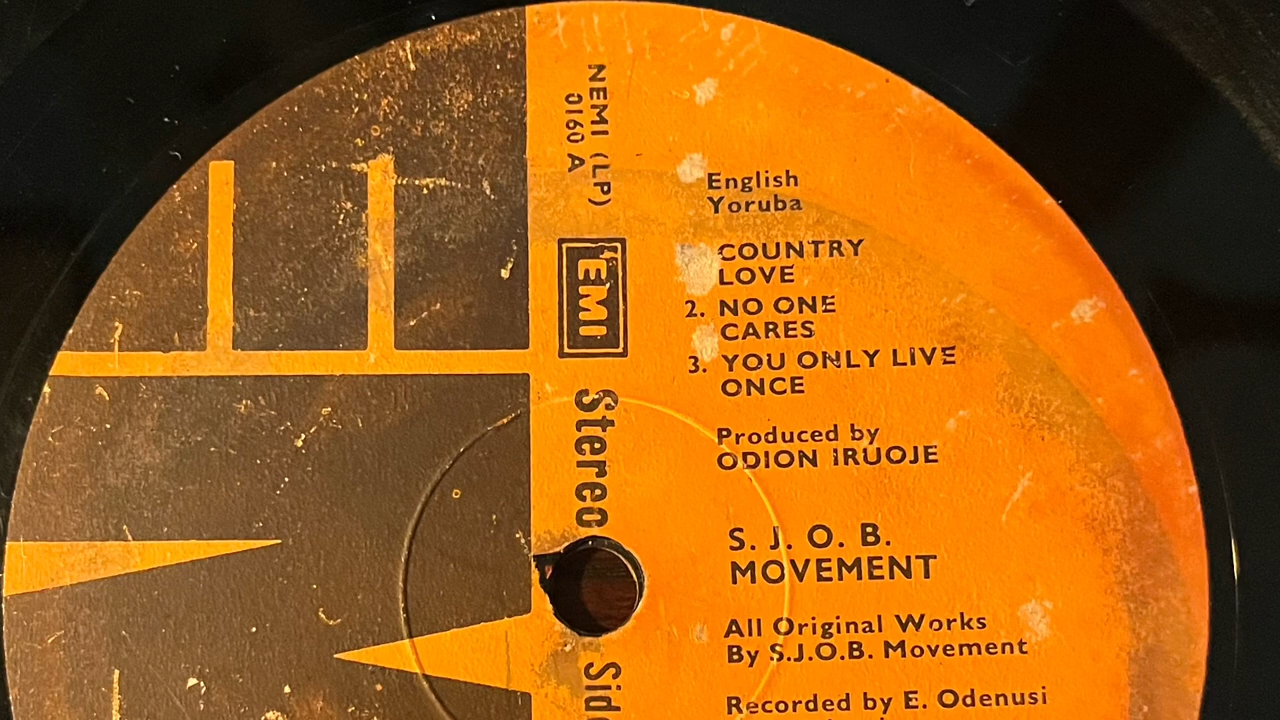 NEMI (LP)
0160 A
EMI
Stereo
English
Yoruba
COUNTRY
LOVE
2. NO ONE
CARES
3. YOU ONLY LIVE
ONCE
Produced by
ODION IRUOJE
S. J. O. B.
MOVEMENT
All Original Works
By S.J.O.B. Movement
Recorded by E. Odenusi